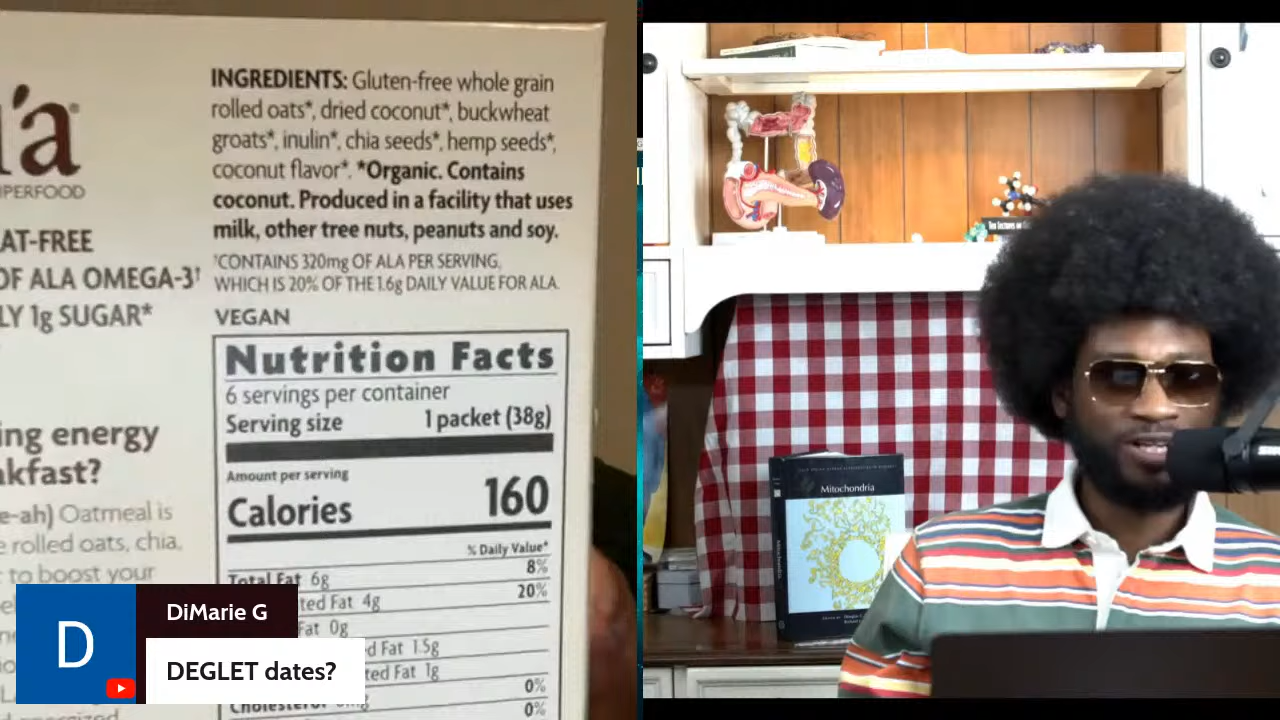 'a®
SUPERFOOD
AT-FREE
OF ALA OMEGA-3†
LY 1g SUGAR*
ing energy
akfast?
e-ah) Oatmeal is
e rolled oats, chia,
to boost your
INGREDIENTS: Gluten-free whole grain
rolled oats*, dried coconut*, buckwheat
groats*, inulin*, chia seeds*, hemp seeds*,
coconut flavor*. *Organic. Contains
coconut. Produced in a facility that uses
milk, other tree nuts, peanuts and soy.
†CONTAINS 320mg OF ALA PER SERVING,
WHICH IS 20% OF THE 1.6g DAILY VALUE FOR ALA.
VEGAN
Nutrition Facts
6 servings per container
Serving size 1 packet (38g)
Amount per serving
Calories 160
% Daily Value*
Total Fat 6g 8%
ted Fat 4g 20%
Fat 0g
d Fat 1.5g
ted Fat 1g
0%
Cholesterol 0%
DiMarie G
D
DEGLET dates?
Mitochondria